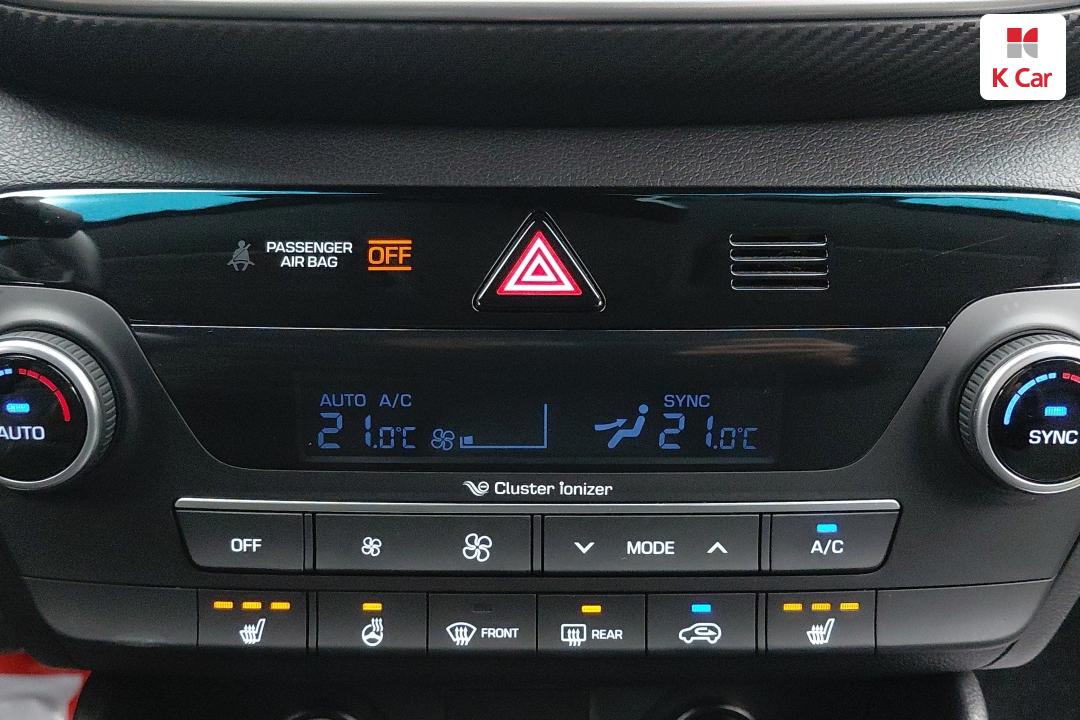 K Car
PASSENGER
AIR BAG
OFF
AUTO A/C
SYNC
21.0°C
21.0°C
AUTO
SYNC
Cluster ionizer
OFF
MODE
A/C
FRONT
REAR